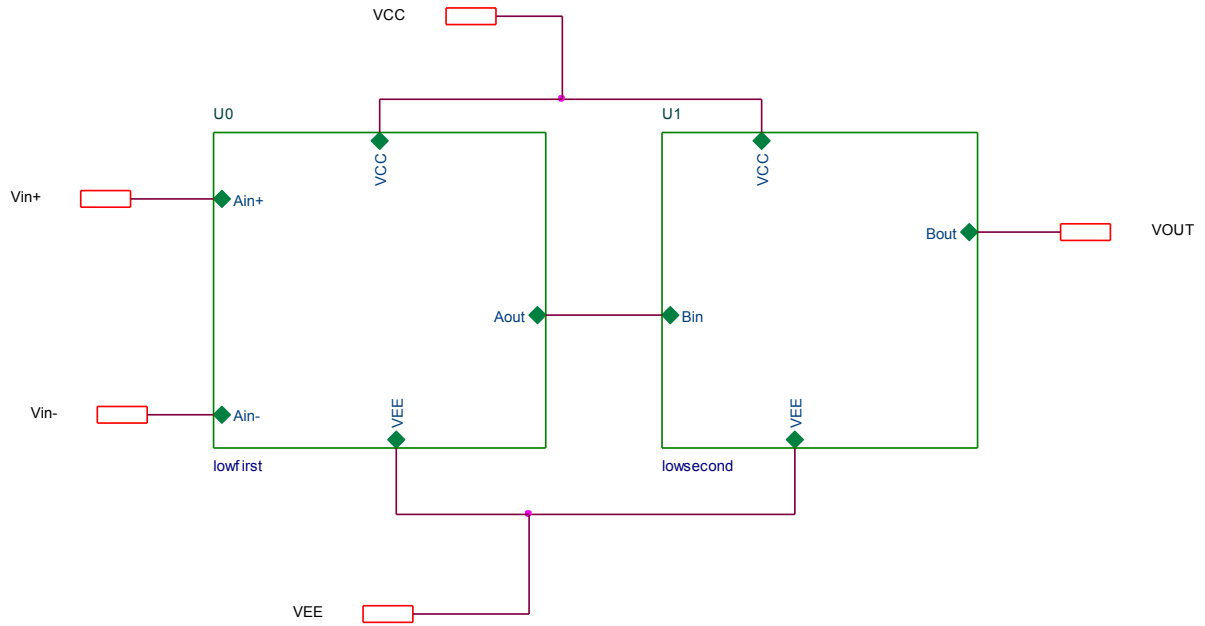 VCC
U0
U1
VCC
VCC
Vin+
Ain+
Bout
VOUT
Aout
Bin
Vin-
Ain-
VEE
VEE
lowfirst
lowsecond
VEE